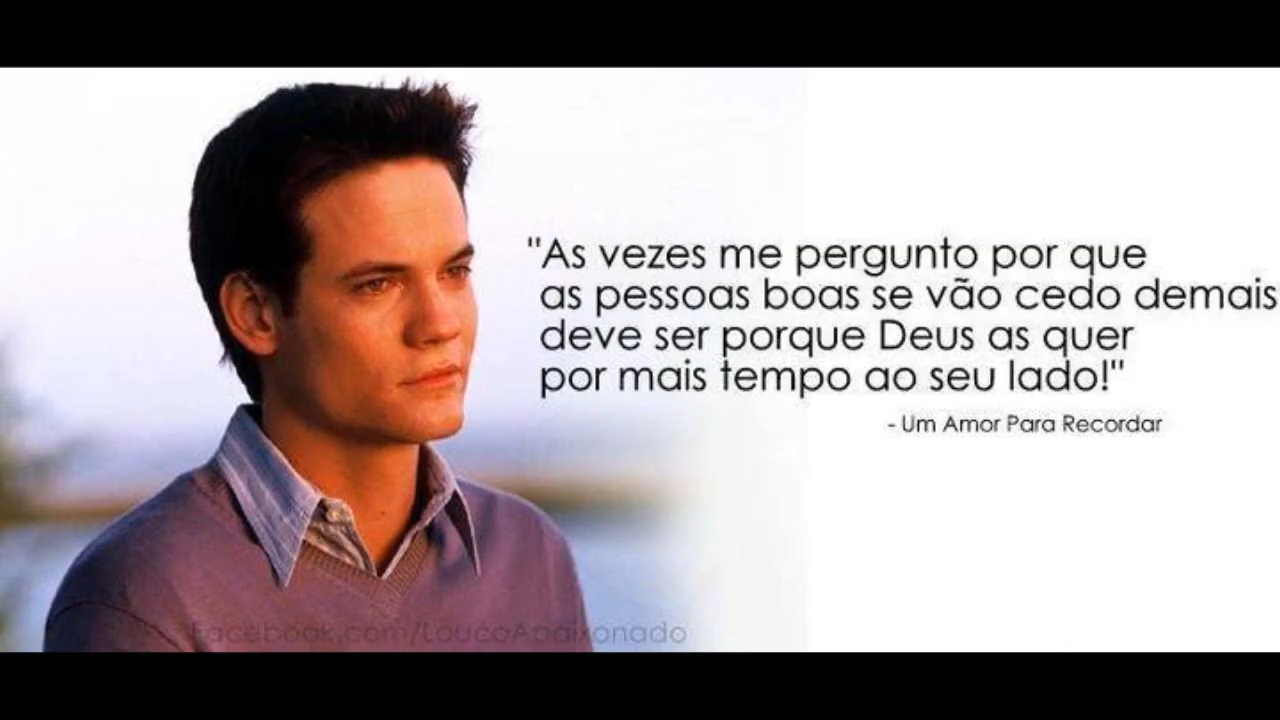 "As vezes me pergunto por que
as pessoas boas se vão cedo demais
deve ser porque Deus as quer
por mais tempo ao seu lado!"
- Um Amor Para Recordar
Facebook.com/LoucoApaixonado